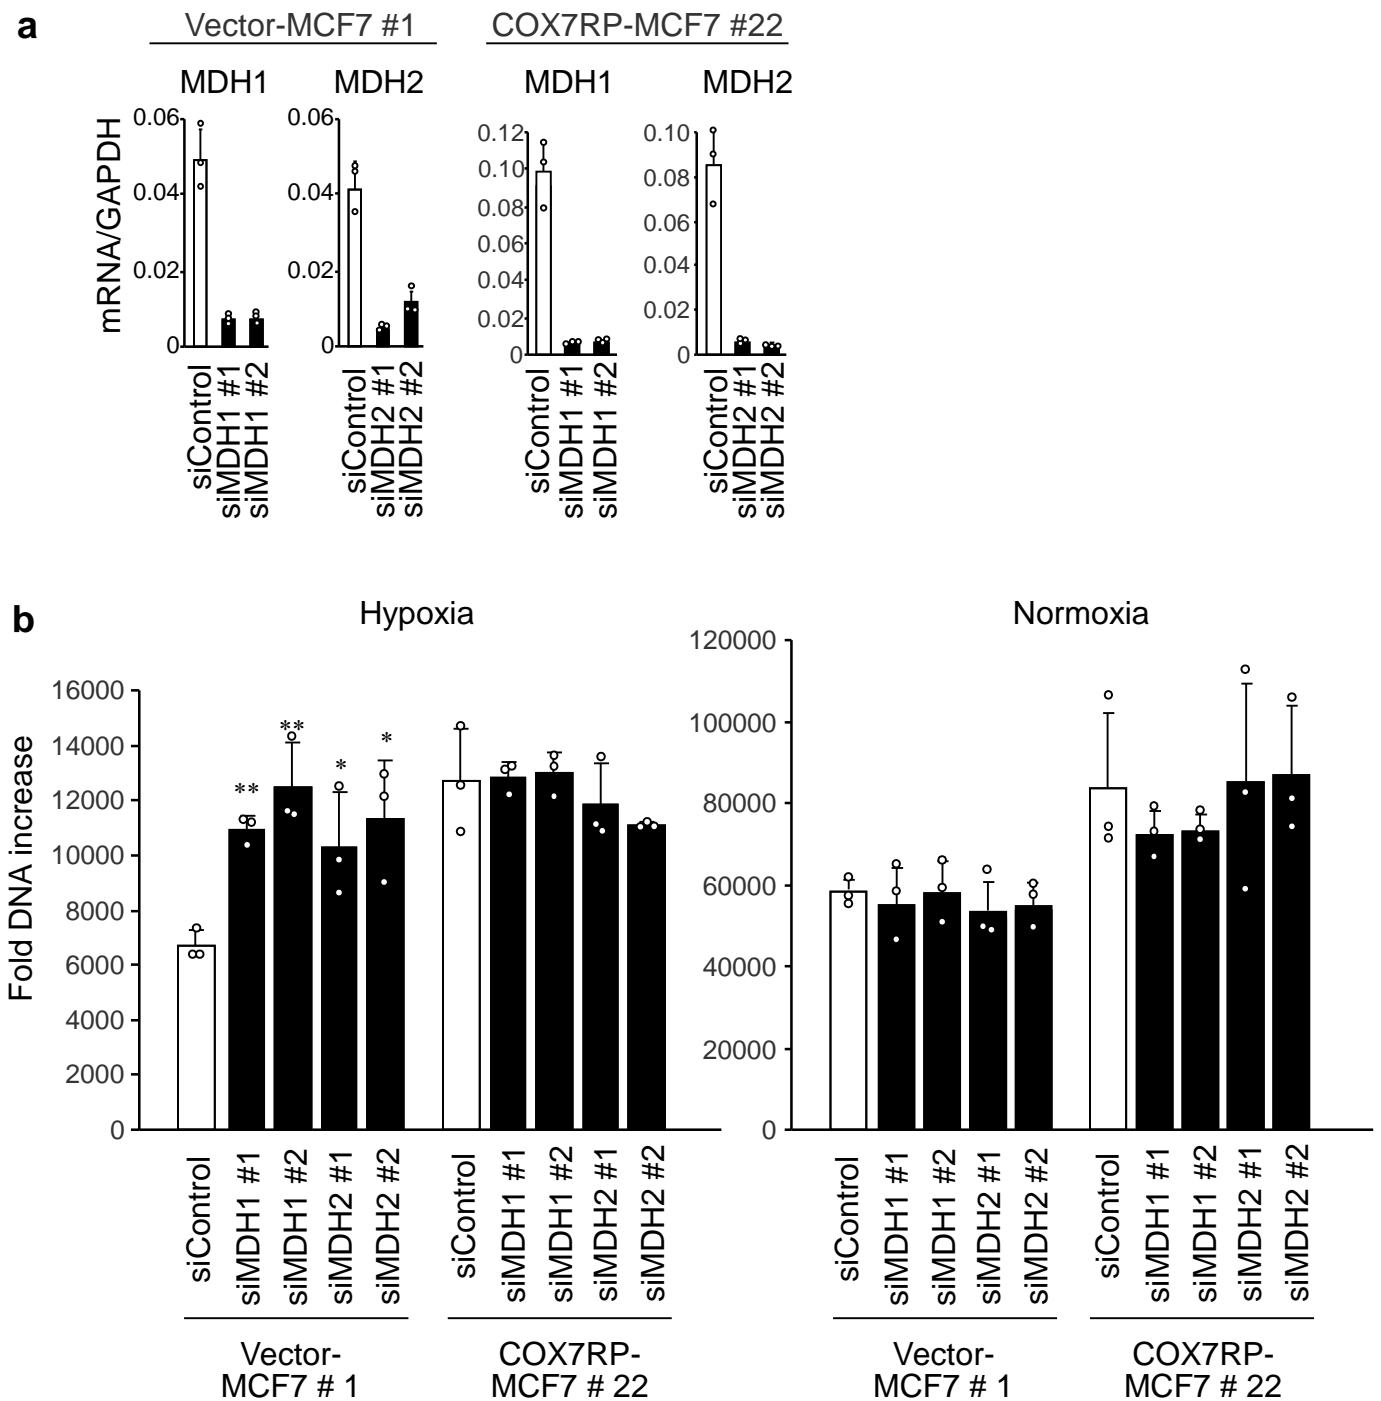 a
Vector-MCF7 #1
COX7RP-MCF7 #22
MDH1
MDH2
MDH1
MDH2
mRNA/GAPDH
0.06
0.04
0.02
0
0.06
0.04
0.02
0
0.12
0.10
0.08
0.06
0.04
0.02
0
0.10
0.08
0.06
0.04
0.02
0
siControl
siMDH1 #1
siMDH1 #2
siControl
siMDH2 #1
siMDH2 #2
siControl
siMDH1 #1
siMDH1 #2
siControl
siMDH2 #1
siMDH2 #2
b
Hypoxia
Normoxia
Fold DNA increase
16000
14000
12000
10000
8000
6000
4000
2000
0
**
**
*
*
120000
100000
80000
60000
40000
20000
0
siControl
siMDH1 #1
siMDH1 #2
siMDH2 #1
siMDH2 #2
siControl
siMDH1 #1
siMDH1 #2
siMDH2 #1
siMDH2 #2
siControl
siMDH1 #1
siMDH1 #2
siMDH2 #1
siMDH2 #2
siControl
siMDH1 #1
siMDH1 #2
siMDH2 #1
siMDH2 #2
Vector-
MCF7 # 1
COX7RP-
MCF7 # 22
Vector-
MCF7 # 1
COX7RP-
MCF7 # 22